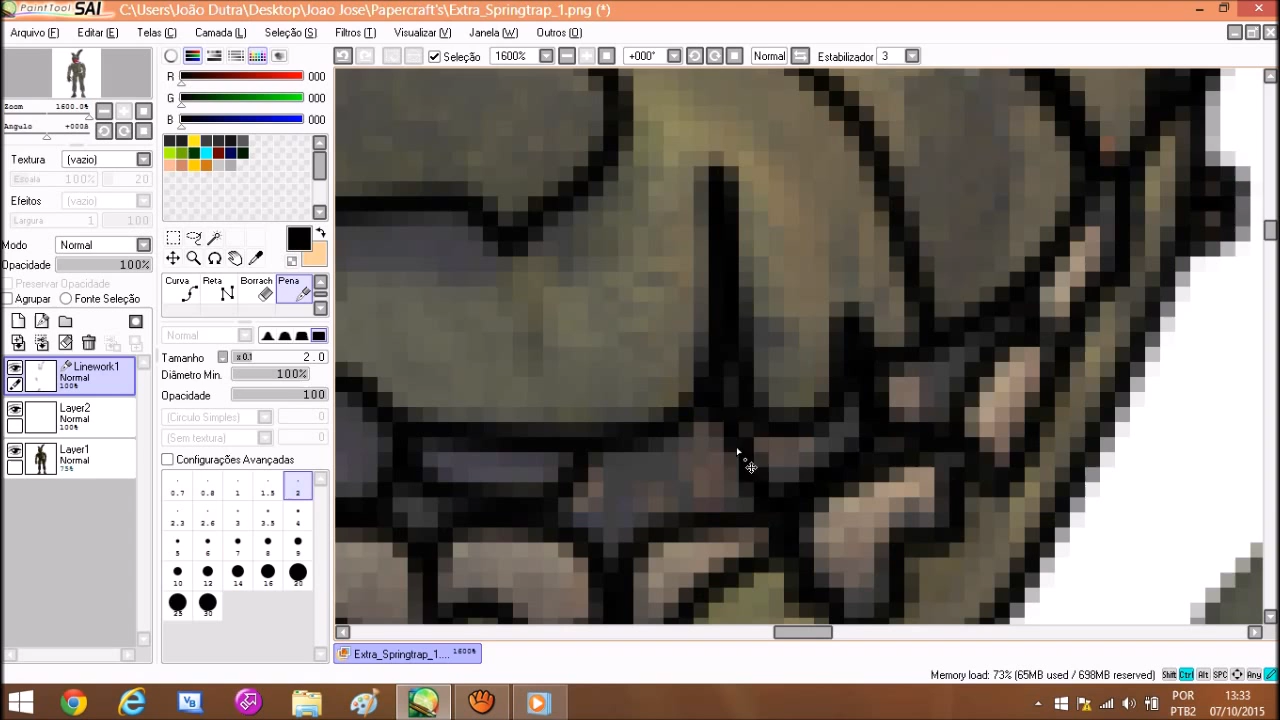 PaintTool SAI C:\Users\João Dutra\Desktop\Joao Jose\Papercraft's\Extra_Springtrap_1.png (*)
Arquivo (F) Editar (E) Telas (C) Camada (L) Seleção (S) Filtros (T) Visualizar (V) Janela (W) Outros (O)
Seleção 1600% +000° Normal Estabilizador 3
Zoom 1600.0%
Angulo +000°
R 000
G 000
B 000
Textura (vazio)
Escala 100% 20
Efeitos (vazio)
Largura 1 100
Modo Normal
Opacidade 100%
Preservar Opacidade
Agrupar Fonte Seleção
Linework1
Normal
100%
Layer2
Normal
100%
Layer1
Normal
75%
Curva Reta Borrach Pena
Normal
Tamanho x0.1 2.0
Diâmetro Min. 100%
Opacidade 100
(Circulo Simples) 0
(Sem textura) 0
Configurações Avançadas
0.7 0.8 1 1.5 2
2.3 2.6 3 3.5 4
5 6 7 8 9
10 12 14 16 20
25 30
Extra_Springtrap_1.... 1600%
Memory load: 73% (65MB used / 698MB reserved) Shift Ctrl Alt SPC Any
VB
POR
PTB2
13:33
07/10/2015